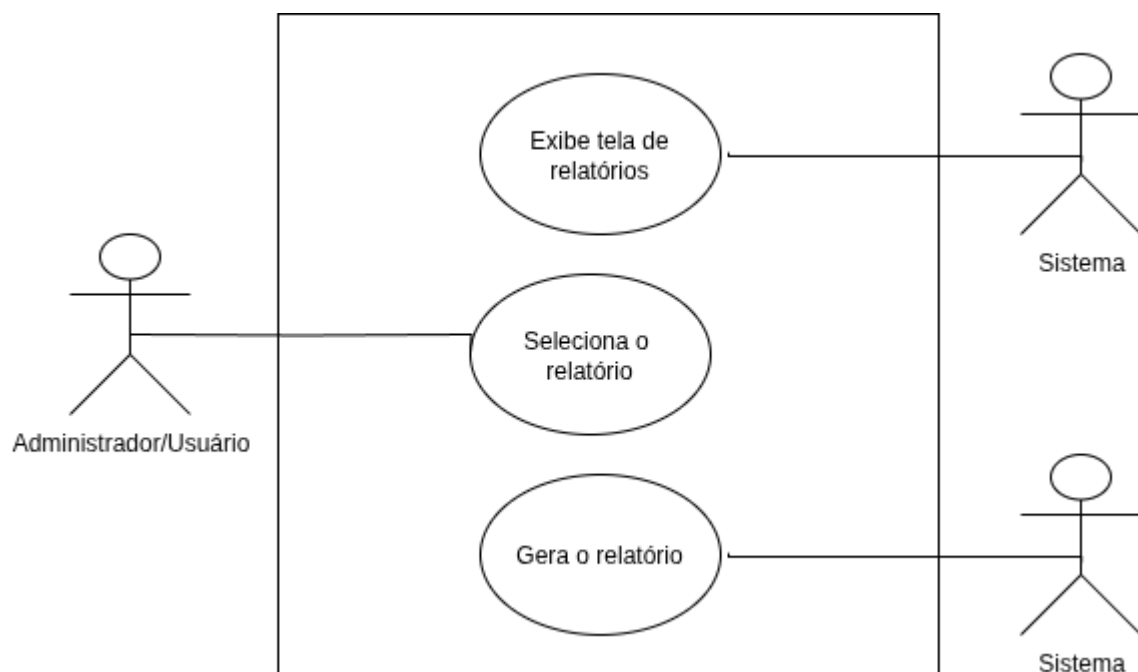 Exibe tela de
relatórios
Sistema
Seleciona o
relatório
Administrador/Usuário
Gera o relatório
Sistema